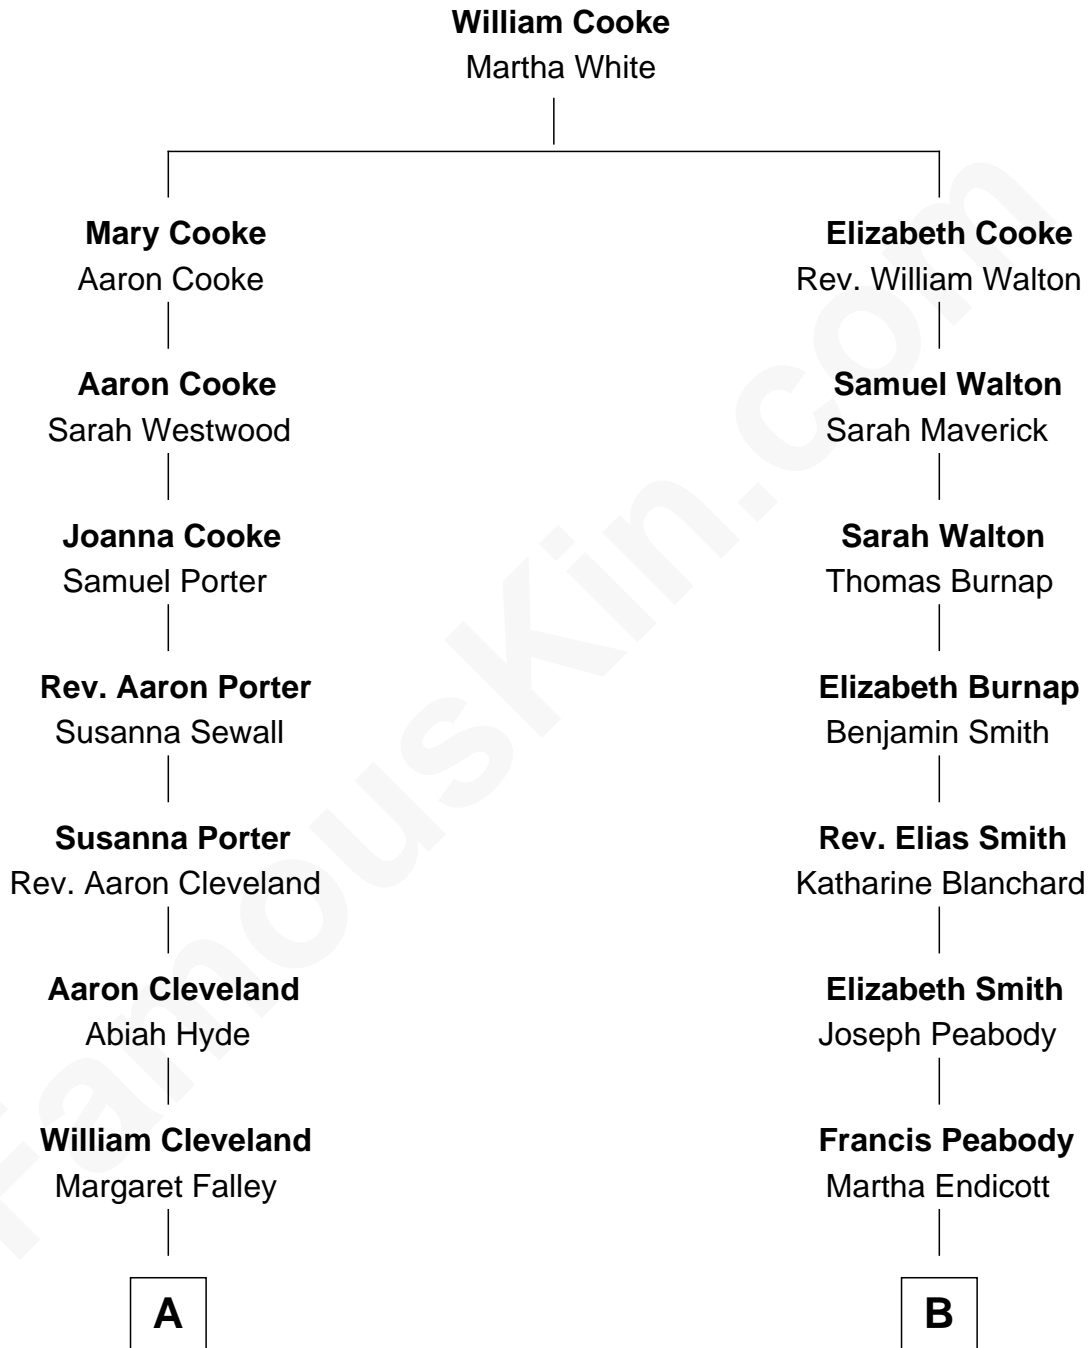 William Cooke
Martha White
Mary Cooke
Aaron Cooke
Elizabeth Cooke
Rev. William Walton
Aaron Cooke
Sarah Westwood
Samuel Walton
Sarah Maverick
Joanna Cooke
Samuel Porter
Sarah Walton
Thomas Burnap
Rev. Aaron Porter
Susanna Sewall
Elizabeth Burnap
Benjamin Smith
Susanna Porter
Rev. Aaron Cleveland
Rev. Elias Smith
Katharine Blanchard
Aaron Cleveland
Abiah Hyde
Elizabeth Smith
Joseph Peabody
William Cleveland
Margaret Falley
Francis Peabody
Martha Endicott
A
B
FamousKin.com